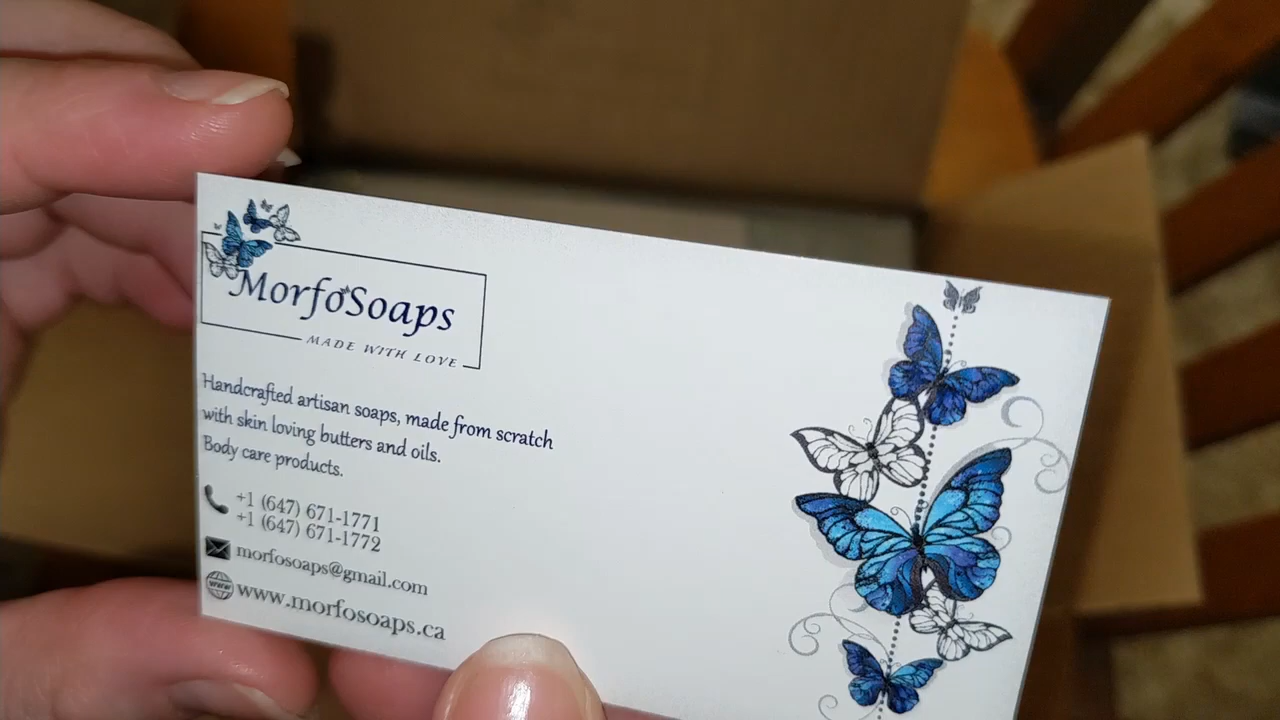 MorfoSoaps
MADE WITH LOVE
Handcrafted artisan soaps, made from scratch
with skin loving butters and oils.
Body care products.
+1 (647) 671-1771
+1 (647) 671-1772
morfosoaps@gmail.com
www
www.morfosoaps.ca